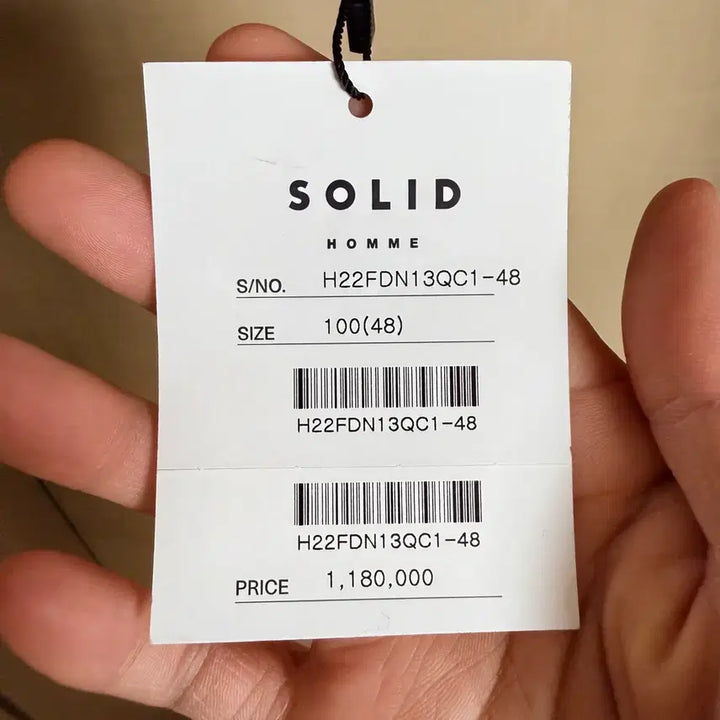 SOLID
HOMME
S/NO. H22FDN13QC1-48
SIZE 100(48)
H22FDN13QC1-48
H22FDN13QC1-48
PRICE 1,180,000